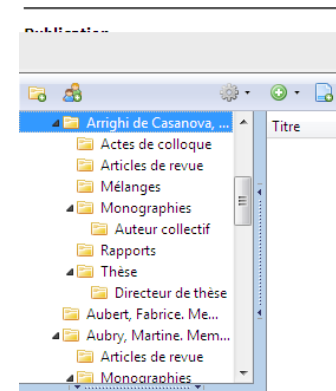 Publication
Arrighi de Casanova, ...
Titre
Actes de colloque
Articles de revue
Mélanges
Monographies
Auteur collectif
Rapports
Thèse
Directeur de thèse
Aubert, Fabrice. Me...
Aubry, Martine. Mem...
Articles de revue
Monographies